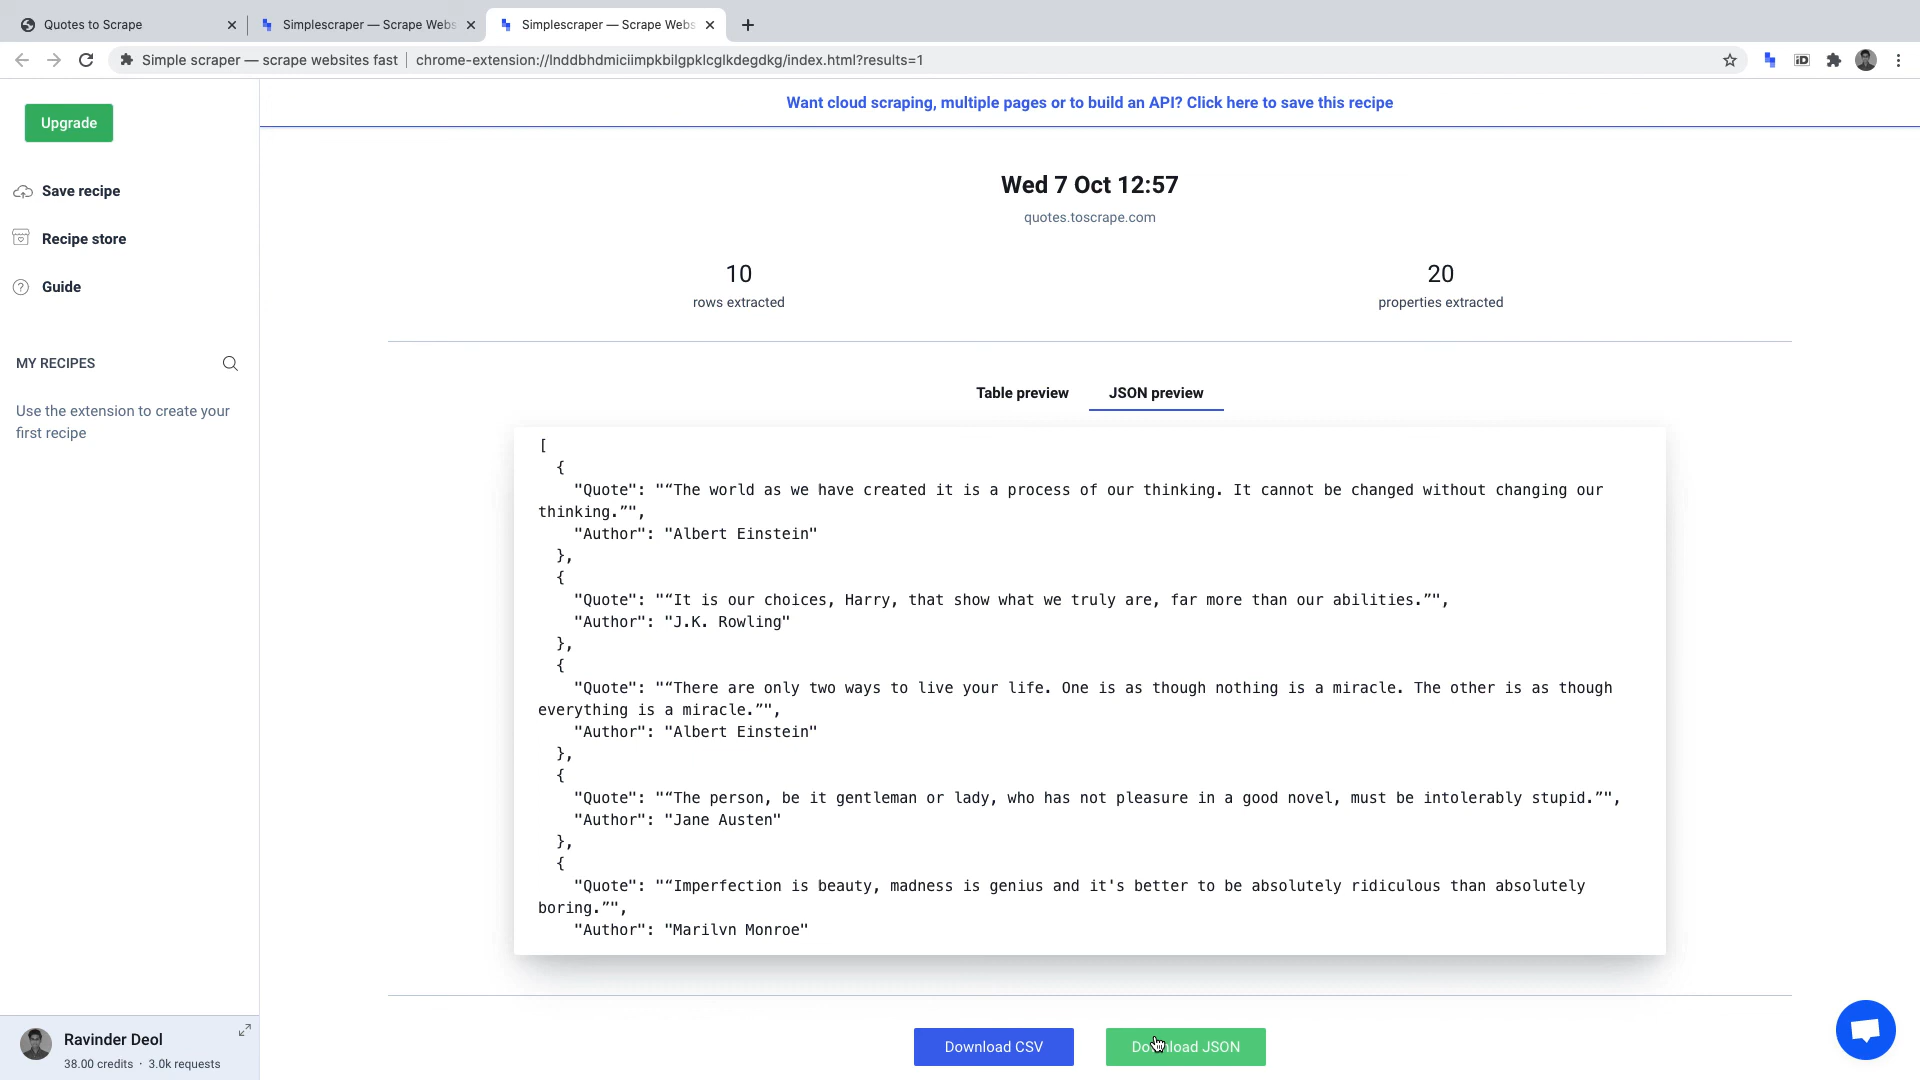 Quotes to Scrape
Simplescraper — Scrape Webs
Simplescraper — Scrape Webs
Simple scraper — scrape websites fast
chrome-extension://lnddbhdmiciimpkbilgpklcglkdegdkg/index.html?results=1
iD
Upgrade
Save recipe
Recipe store
Guide
MY RECIPES
Use the extension to create your
first recipe
Want cloud scraping, multiple pages or to build an API? Click here to save this recipe
Wed 7 Oct 12:57
quotes.toscrape.com
10
rows extracted
20
properties extracted
Table preview
JSON preview
[
{
"Quote": "“The world as we have created it is a process of our thinking. It cannot be changed without changing our
thinking.”",
"Author": "Albert Einstein"
},
{
"Quote": "“It is our choices, Harry, that show what we truly are, far more than our abilities.”",
"Author": "J.K. Rowling"
},
{
"Quote": "“There are only two ways to live your life. One is as though nothing is a miracle. The other is as though
everything is a miracle.”",
"Author": "Albert Einstein"
},
{
"Quote": "“The person, be it gentleman or lady, who has not pleasure in a good novel, must be intolerably stupid.”",
"Author": "Jane Austen"
},
{
"Quote": "“Imperfection is beauty, madness is genius and it's better to be absolutely ridiculous than absolutely
boring.”",
"Author": "Marilyn Monroe"
Download CSV
Download JSON
Ravinder Deol
38.00 credits · 3.0k requests